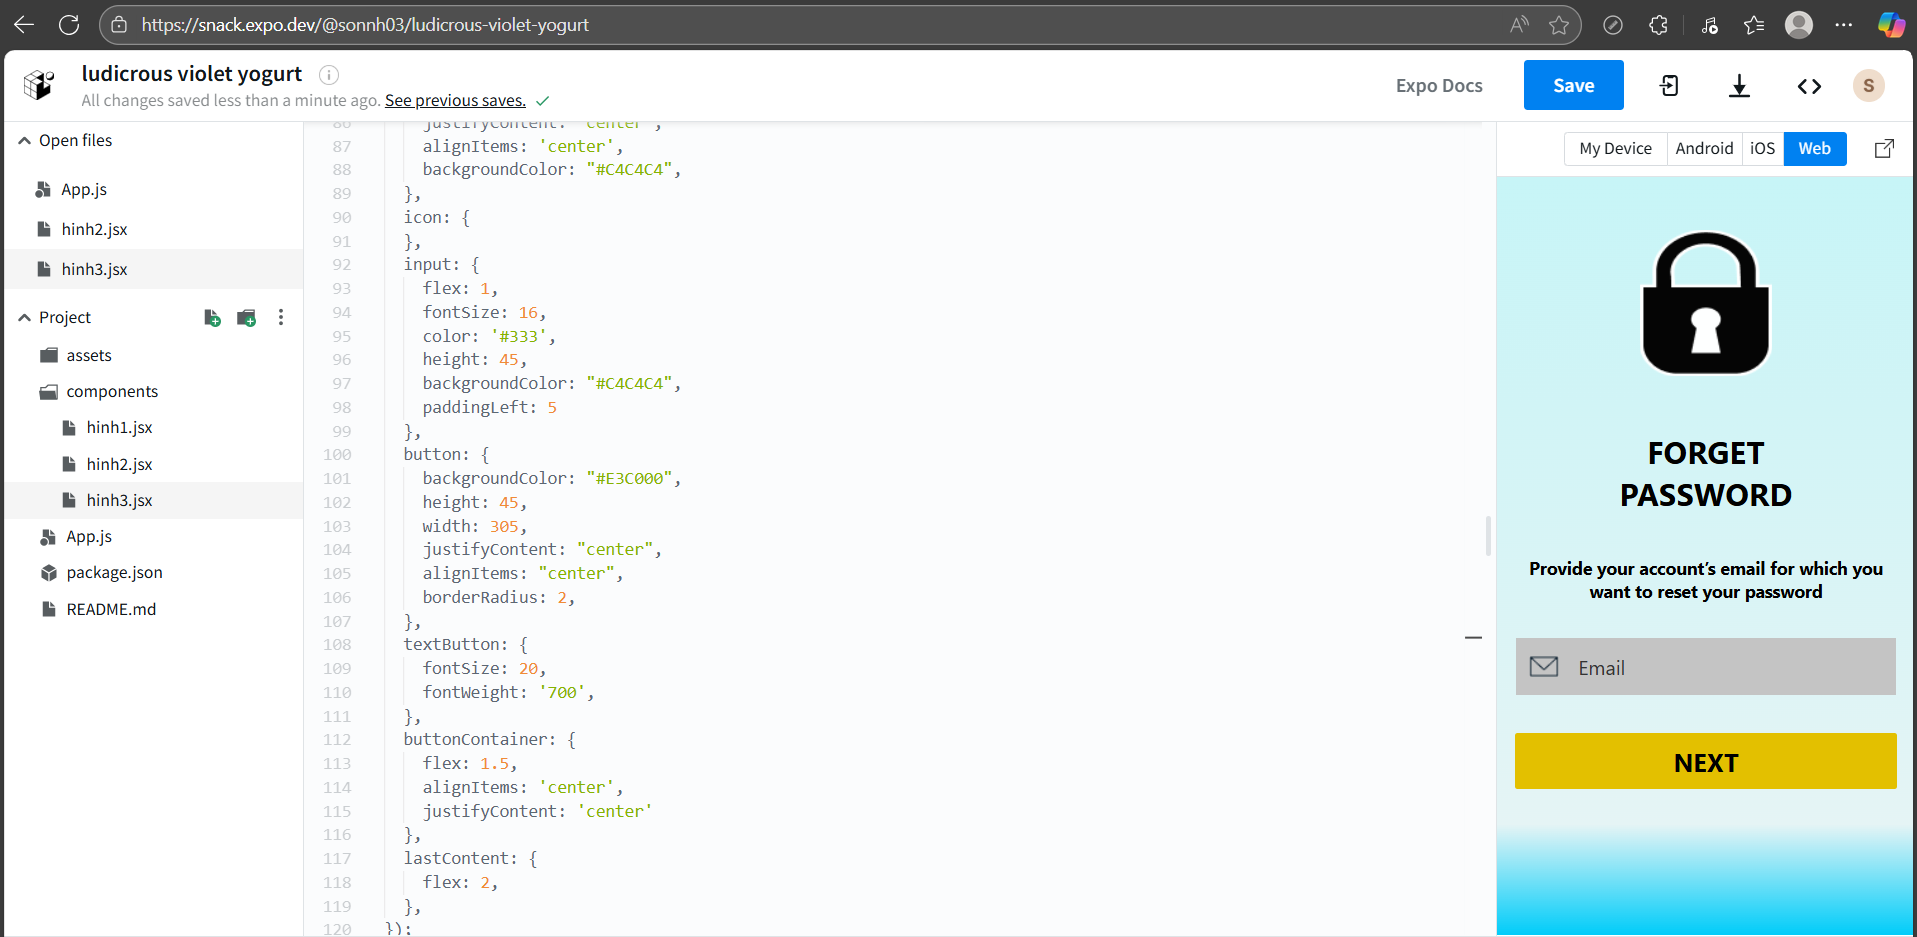 https://snack.expo.dev/@sonnh03/ludicrous-violet-yogurt
ludicrous violet yogurt
All changes saved less than a minute ago. See previous saves.
Expo Docs
Save
S
Open files
App.js
hinh2.jsx
hinh3.jsx
Project
assets
components
hinh1.jsx
hinh2.jsx
hinh3.jsx
App.js
package.json
README.md
86 justifyContent: 'center',
87 alignItems: 'center',
88 backgroundColor: "#C4C4C4",
89 },
90 icon: {
91 },
92 input: {
93 flex: 1,
94 fontSize: 16,
95 color: '#333',
96 height: 45,
97 backgroundColor: "#C4C4C4",
98 paddingLeft: 5
99 },
100 button: {
101 backgroundColor: "#E3C000",
102 height: 45,
103 width: 305,
104 justifyContent: "center",
105 alignItems: "center",
106 borderRadius: 2,
107 },
108 textButton: {
109 fontSize: 20,
110 fontWeight: '700',
111 },
112 buttonContainer: {
113 flex: 1.5,
114 alignItems: 'center',
115 justifyContent: 'center'
116 },
117 lastContent: {
118 flex: 2,
119 },
120 });
My Device
Android
iOS
Web
FORGET
PASSWORD
Provide your account’s email for which you
want to reset your password
Email
NEXT